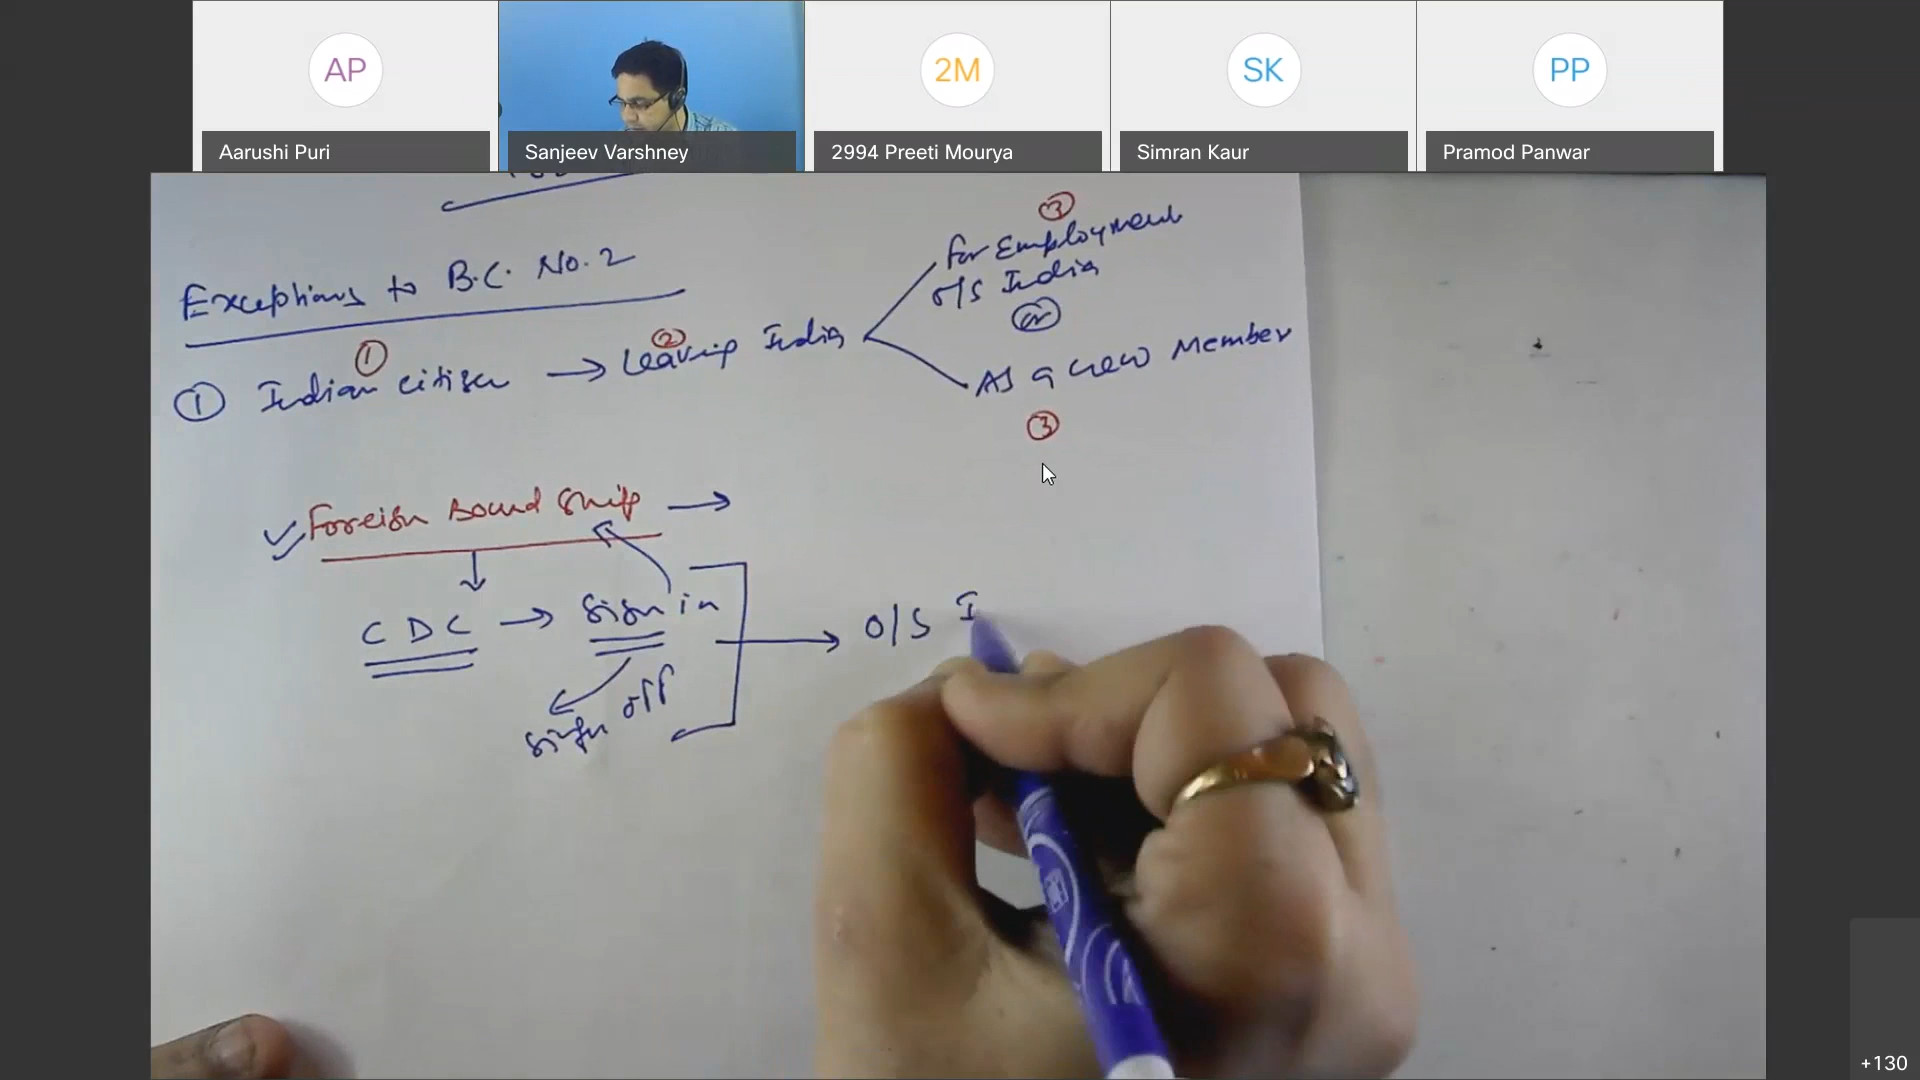 AP
2M
SK
PP
Aarushi Puri
Sanjeev Varshney
2994 Preeti Mourya
Simran Kaur
Pramod Panwar
Exceptions to B.C. No. 2
① Indian citizen → Leaving India
①
②
③
for Employment
o/s India
or
As a crew Member
③
Foreign Bound Ship →
CDC → Sign in
Sign off
O/S I
+130